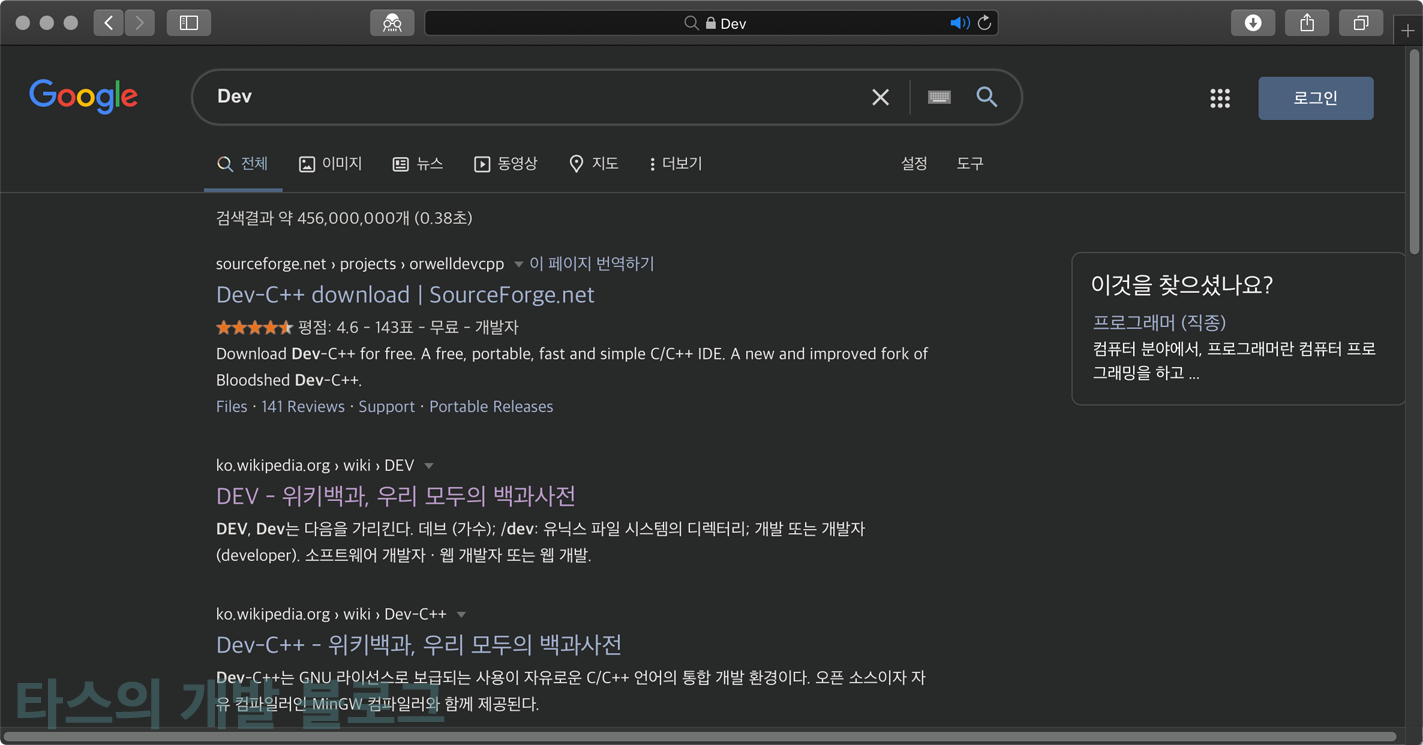 Dev
Google
Dev
로그인
전체 이미지 뉴스 동영상 지도 더보기 설정 도구
검색결과 약 456,000,000개 (0.38초)
sourceforge.net › projects › orwelldevcpp 이 페이지 번역하기
Dev-C++ download | SourceForge.net
평점: 4.6 - 143표 - 무료 - 개발자
Download Dev-C++ for free. A free, portable, fast and simple C/C++ IDE. A new and improved fork of
Bloodshed Dev-C++.
Files · 141 Reviews · Support · Portable Releases
ko.wikipedia.org › wiki › DEV
DEV - 위키백과, 우리 모두의 백과사전
DEV, Dev는 다음을 가리킨다. 데브 (가수); /dev: 유닉스 파일 시스템의 디렉터리; 개발 또는 개발자
(developer). 소프트웨어 개발자 · 웹 개발자 또는 웹 개발.
ko.wikipedia.org › wiki › Dev-C++
Dev-C++ - 위키백과, 우리 모두의 백과사전
Dev-C++는 GNU 라이선스로 보급되는 사용이 자유로운 C/C++ 언어의 통합 개발 환경이다. 오픈 소스이자 자
유 컴파일러인 MinGW 컴파일러와 함께 제공된다.
이것을 찾으셨나요?
프로그래머 (직종)
컴퓨터 분야에서, 프로그래머란 컴퓨터 프로
그래밍을 하고 ...
타스의 개발 블로그